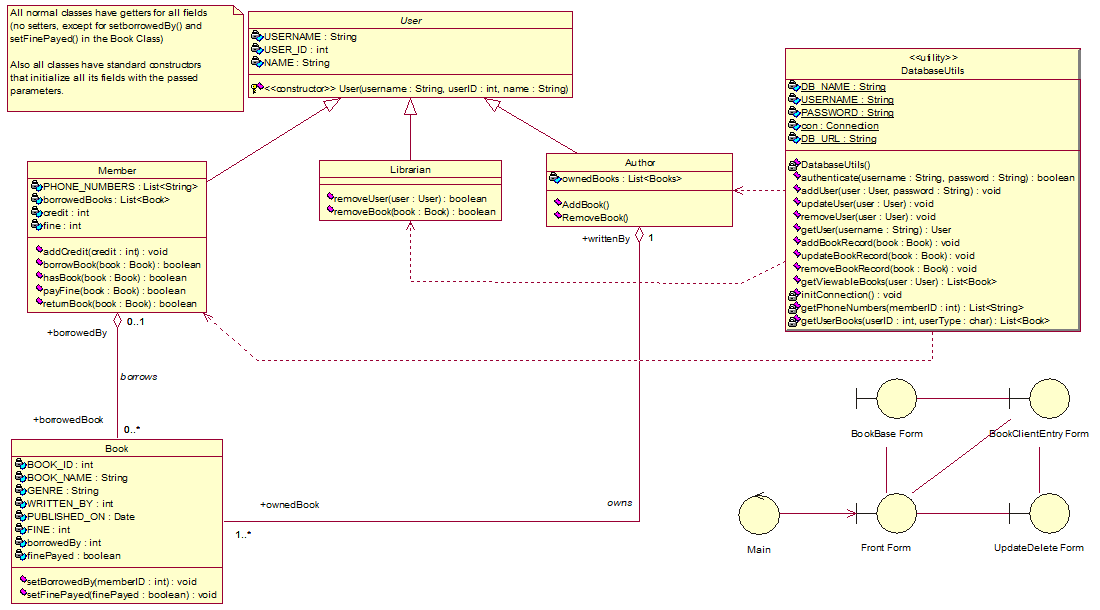 All normal classes have getters for all fields
(no setters, except for setborrowedBy() and
setFinePayed() in the Book Class)
Also all classes have standard constructors
that initialize all its fields with the passed
parameters.
User
USERNAME : String
USER_ID : int
NAME : String
<<constructor>> User(username : String, userID : int, name : String)
<<utility>>
DatabaseUtils
DB_NAME : String
USERNAME : String
PASSWORD : String
con : Connection
DB_URL : String
DatabaseUtils()
authenticate(username : String, password : String) : boolean
addUser(user : User, password : String) : void
updateUser(user : User) : void
removeUser(user : User) : void
getUser(username : String) : User
addBookRecord(book : Book) : void
updateBookRecord(book : Book) : void
removeBookRecord(book : Book) : void
getViewableBooks(user : User) : List<Book>
initConnection() : void
getPhoneNumbers(memberID : int) : List<String>
getUserBooks(userID : int, userType : char) : List<Book>
Member
PHONE_NUMBERS : List<String>
borrowedBooks : List<Book>
credit : int
fine : int
addCredit(credit : int) : void
borrowBook(book : Book) : boolean
hasBook(book : Book) : boolean
payFine(book : Book) : boolean
returnBook(book : Book) : boolean
Librarian
removeUser(user : User) : boolean
removeBook(book : Book) : boolean
Author
ownedBooks : List<Books>
AddBook()
RemoveBook()
+writtenBy
1
0..1
+borrowedBy
borrows
+borrowedBook
0..*
Book
BOOK_ID : int
BOOK_NAME : String
GENRE : String
WRITTEN_BY : int
PUBLISHED_ON : Date
FINE : int
borrowedBy : int
finePayed : boolean
setBorrowedBy(memberID : int) : void
setFinePayed(finePayed : boolean) : void
+ownedBook
owns
1..*
BookBase Form
BookClientEntry Form
Main
Front Form
UpdateDelete Form